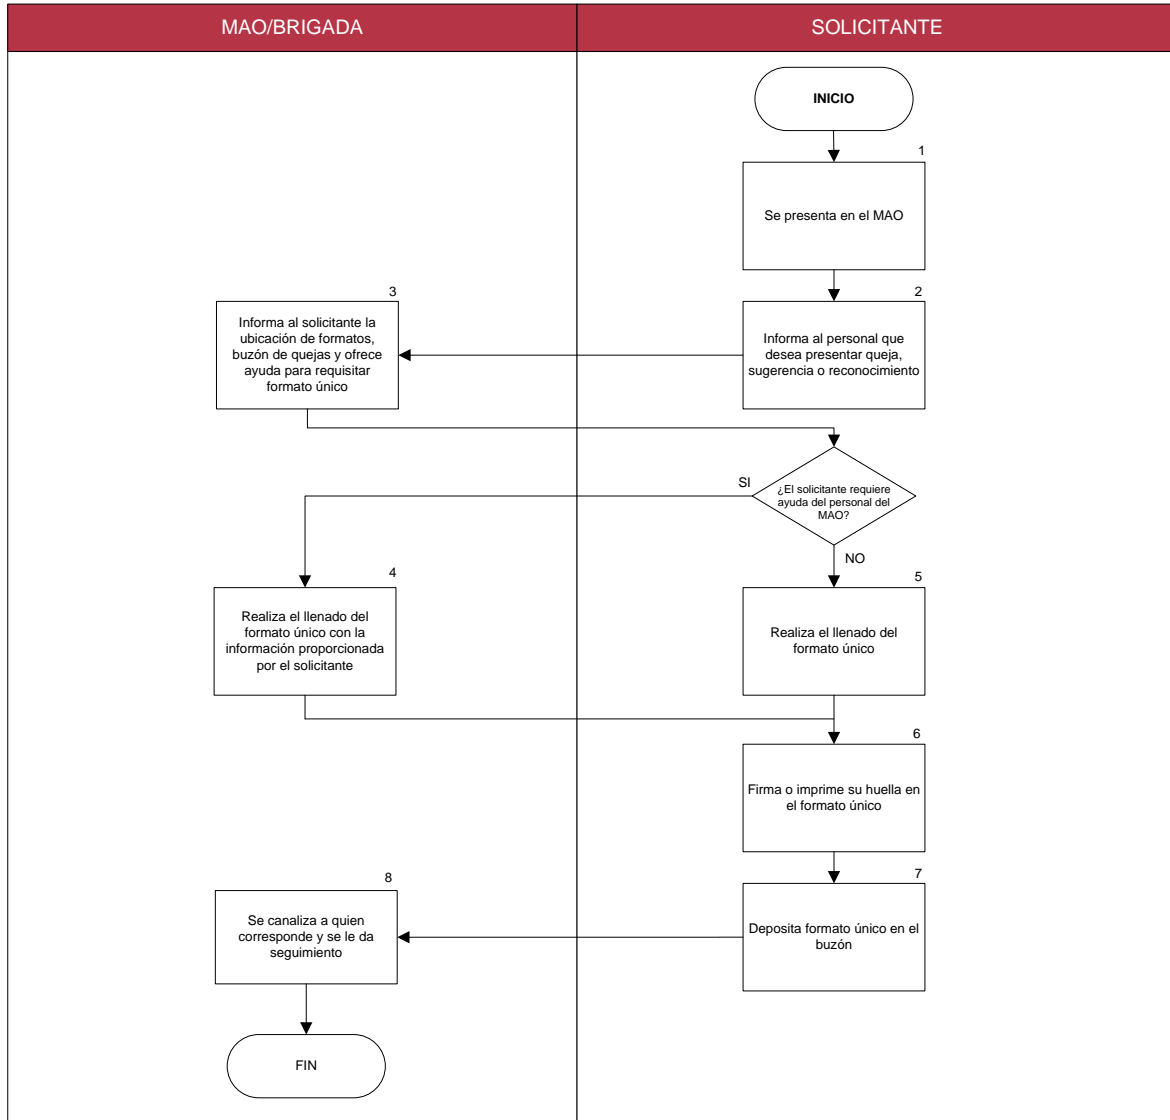 MAO/BRIGADA
SOLICITANTE
INICIO
1
Se presenta en el MAO
2
Informa al personal que
desea presentar queja,
sugerencia o reconocimiento
3
Informa al solicitante la
ubicación de formatos,
buzón de quejas y ofrece
ayuda para requisitar
formato único
¿El solicitante requiere
ayuda del personal del
MAO?
SI
NO
4
Realiza el llenado del
formato único con la
información proporcionada
por el solicitante
5
Realiza el llenado del
formato único
6
Firma o imprime su huella en
el formato único
7
Deposita formato único en el
buzón
8
Se canaliza a quien
corresponde y se le da
seguimiento
FIN